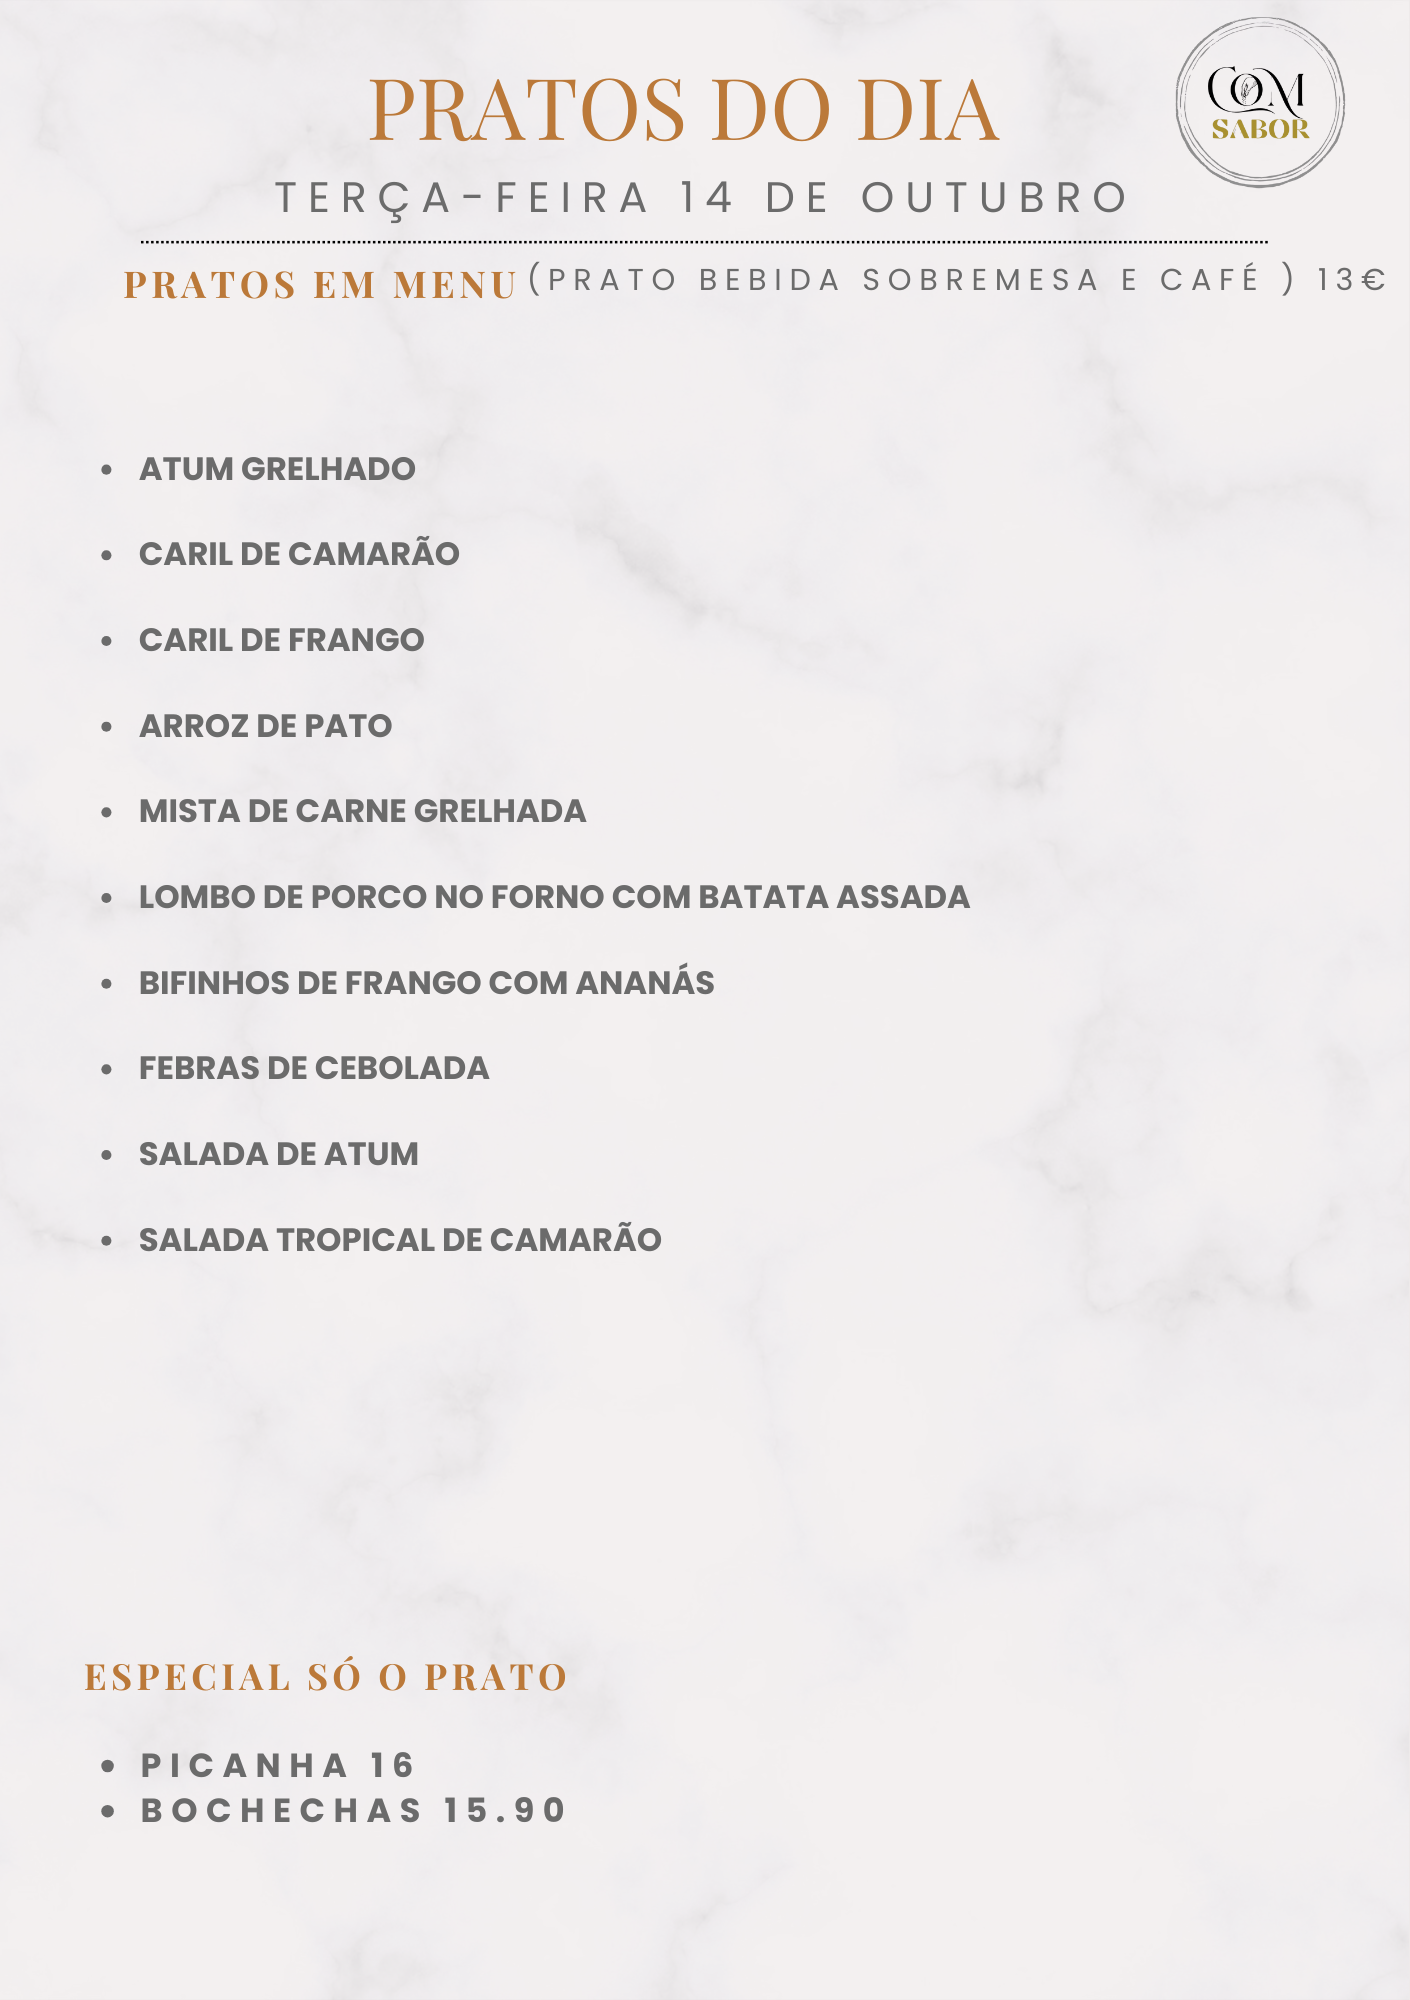 PRATOS DO DIA
COM
SABOR
TERÇA-FEIRA 14 DE OUTUBRO
PRATOS EM MENU (PRATO BEBIDA SOBREMESA E CAFÉ ) 13€
• ATUM GRELHADO
• CARIL DE CAMARÃO
• CARIL DE FRANGO
• ARROZ DE PATO
• MISTA DE CARNE GRELHADA
• LOMBO DE PORCO NO FORNO COM BATATA ASSADA
• BIFINHOS DE FRANGO COM ANANÁS
• FEBRAS DE CEBOLADA
• SALADA DE ATUM
• SALADA TROPICAL DE CAMARÃO
ESPECIAL SÓ O PRATO
• PICANHA 16
• BOCHECHAS 15.90